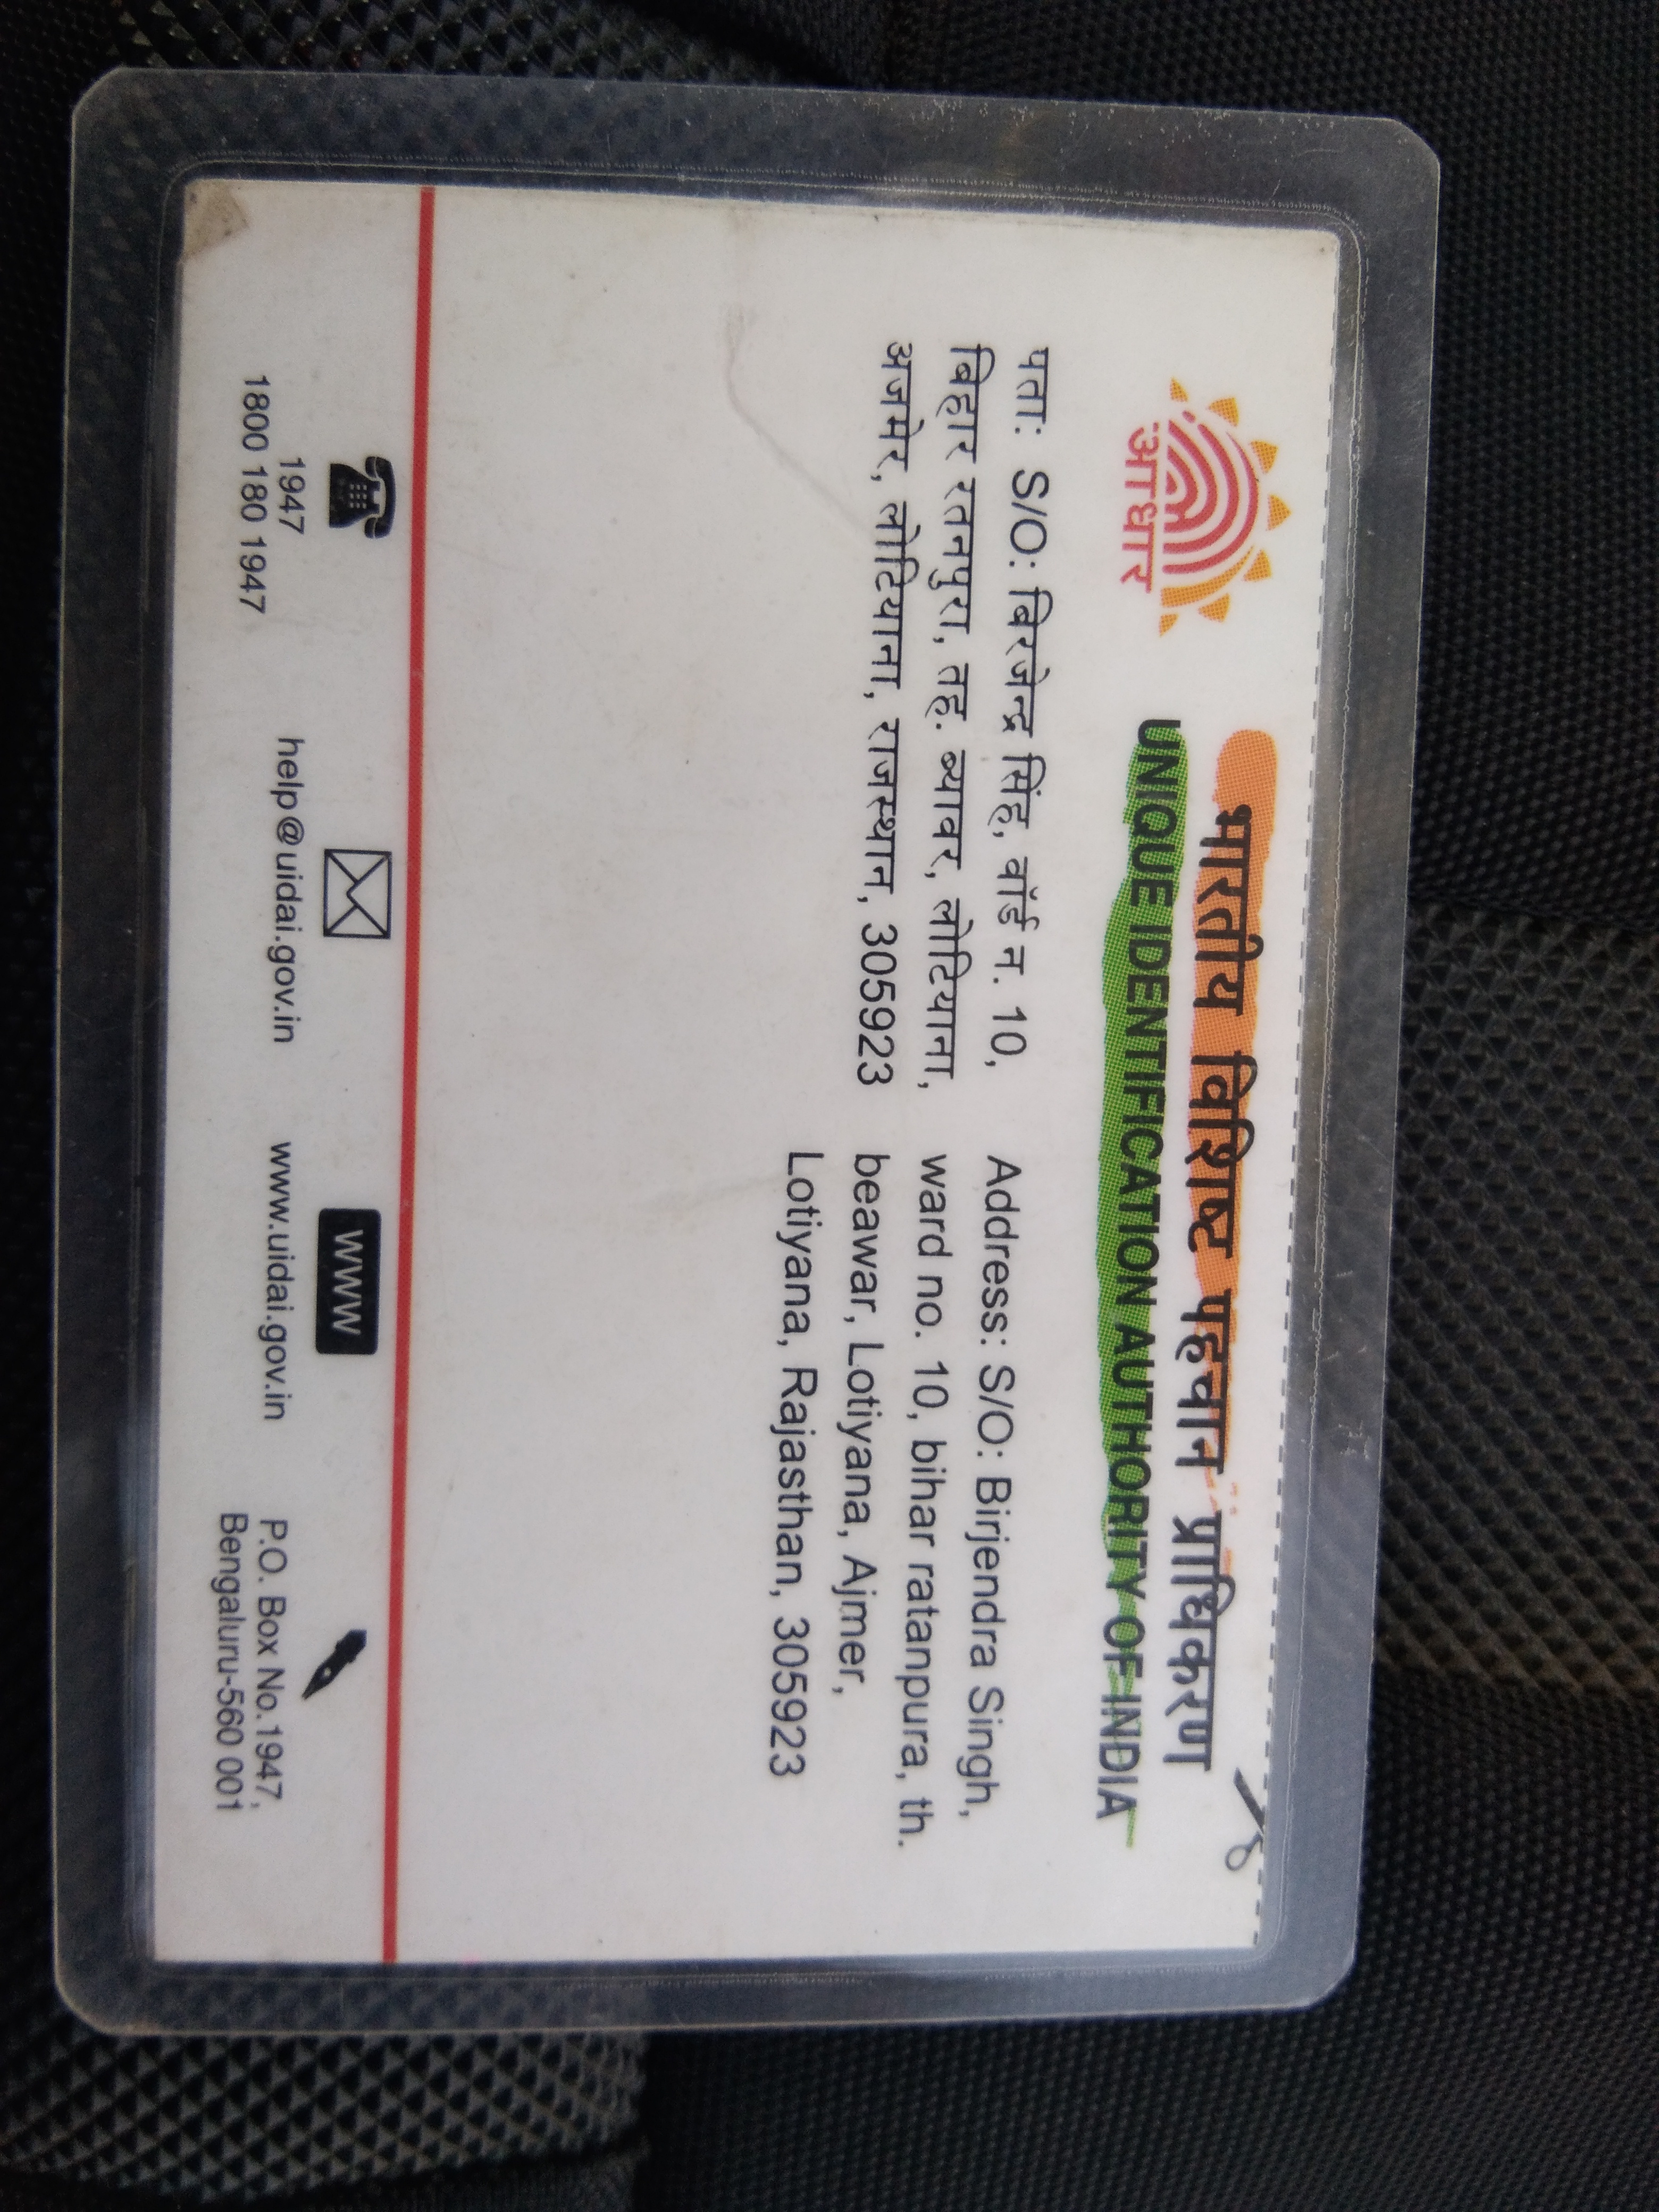 भारतीय विशिष्ट पहचान प्राधिकरण
UNIQUE IDENTIFICATION AUTHORITY OF INDIA
आधार
पताः S/O: बिरजेन्द्र सिंह, वॉर्ड न. 10,
बिहार रतनपुरा, तह. ब्यावर, लोटियाना,
अजमेर, लोटियाना, राजस्थान, 305923
Address: S/O: Birjendra Singh,
ward no. 10, bihar ratanpura, th.
beawar, Lotiyana, Ajmer,
Lotiyana, Rajasthan, 305923
1947
1800 180 1947
help@uidai.gov.in
WWW
www.uidai.gov.in
P.O. Box No.1947,
Bengaluru-560 001